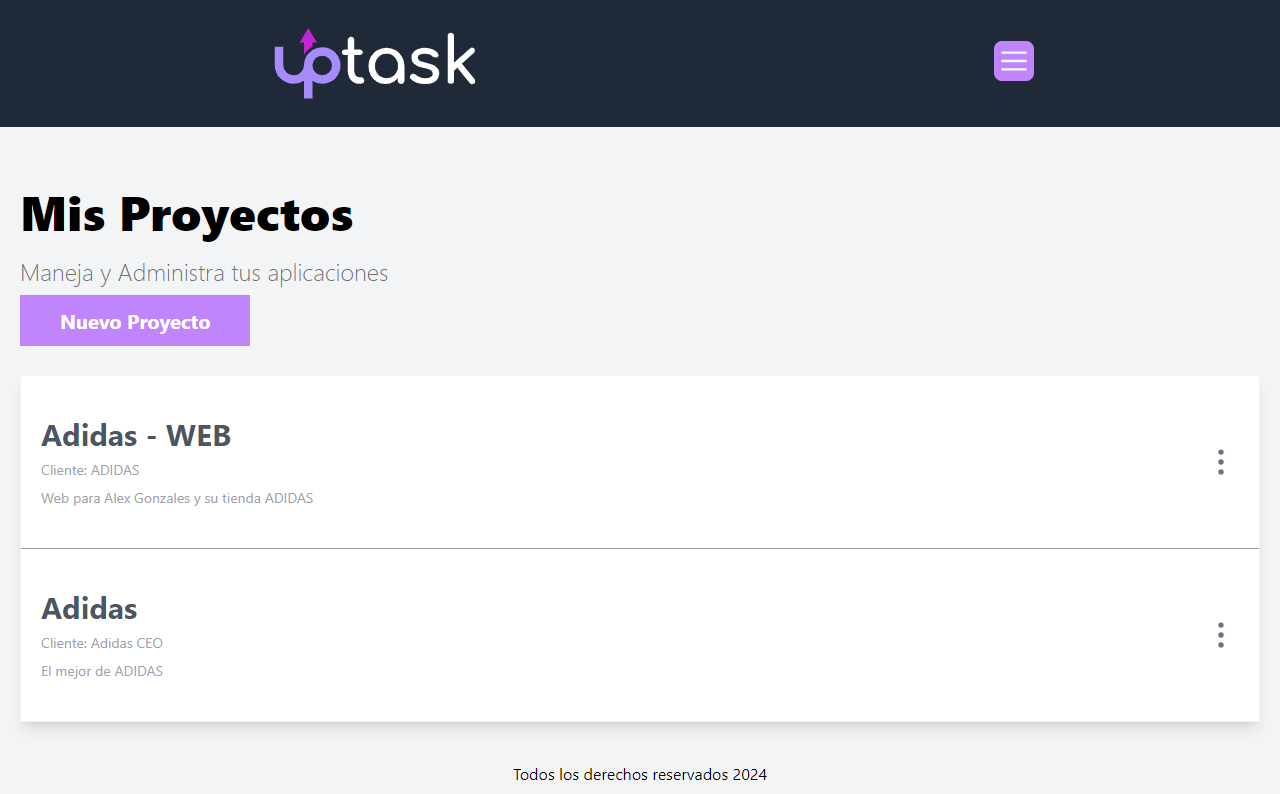 uptask
Mis Proyectos
Maneja y Administra tus aplicaciones
Nuevo Proyecto
Adidas - WEB
Cliente: ADIDAS
Web para Alex Gonzales y su tienda ADIDAS
Adidas
Cliente: Adidas CEO
El mejor de ADIDAS
Todos los derechos reservados 2024